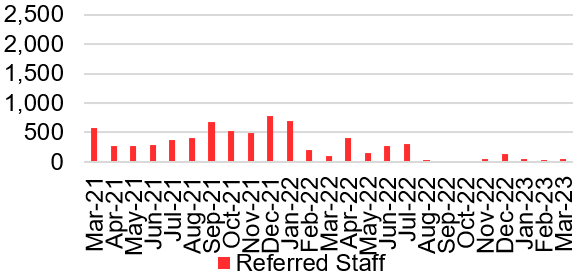 2,500
2,000
1,500
1,000
500
0
Mar-21
Apr-21
May-21
Jun-21
Jul-21
Aug-21
Sep-21
Oct-21
Nov-21
Dec-21
Jan-22
Feb-22
Mar-22
Apr-22
May-22
Jun-22
Jul-22
Aug-22
Sep-22
Oct-22
Nov-22
Dec-22
Jan-23
Feb-23
Mar-23
Referred Staff